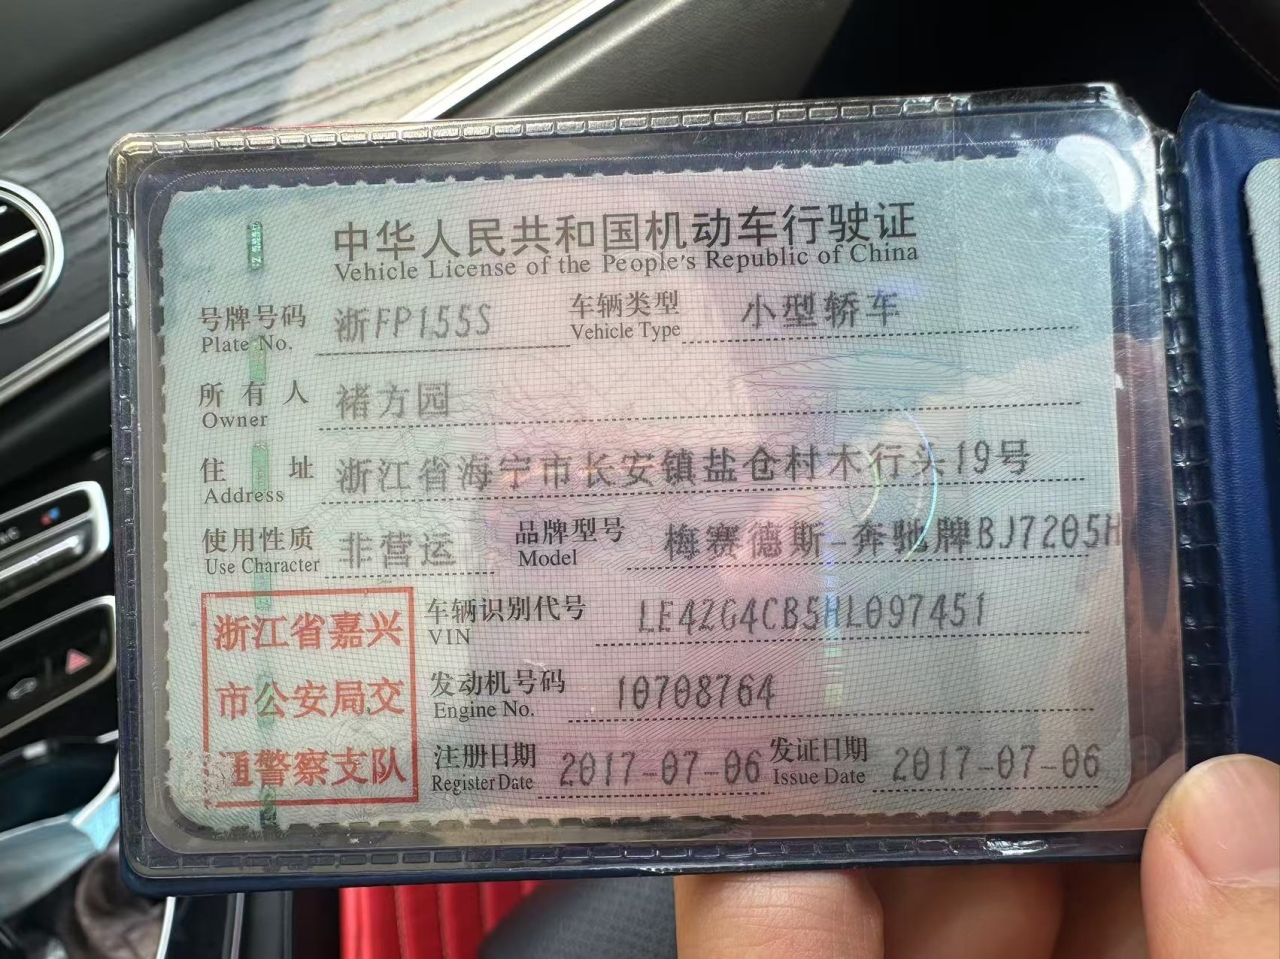 中华人民共和国机动车行驶证
Vehicle License of the People's Republic of China
号牌号码 浙FP155S 车辆类型 小型轿车
Plate No. Vehicle Type
所有人 褚方园
Owner
住址 浙江省海宁市长安镇盐仓村木行头19号
Address
使用性质 非营运 品牌型号 梅赛德斯-奔驰牌BJ7205H
Use Character Model
浙江省嘉兴
市公安局交
通警察支队
车辆识别代号 LE42G4CB5HL097451
VIN
发动机号码 10708764
Engine No.
注册日期 2017-07-06 发证日期 2017-07-06
Register Date Issue Date